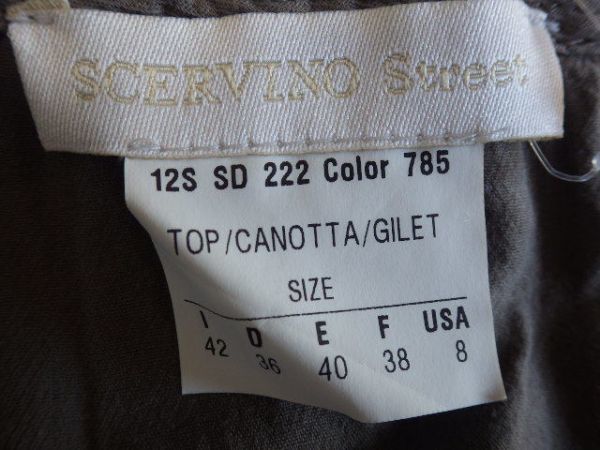 SCERVINO Street
12S SD 222 Color 785
TOP/CANOTTA/GILET
SIZE
I D E F USA
42 36 40 38 8